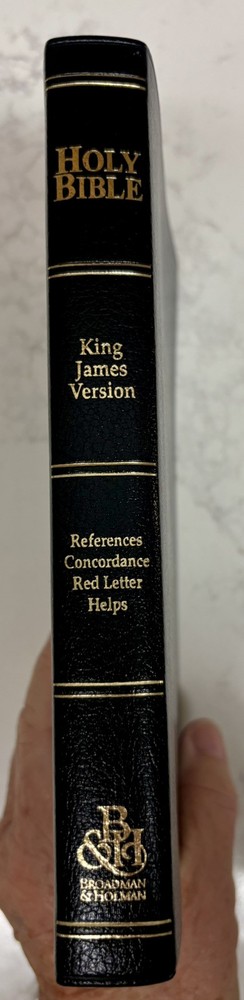 HOLY
BIBLE
King
James
Version
References
Concordance
Red Letter
Helps
B
&H
BROADMAN
& HOLMAN